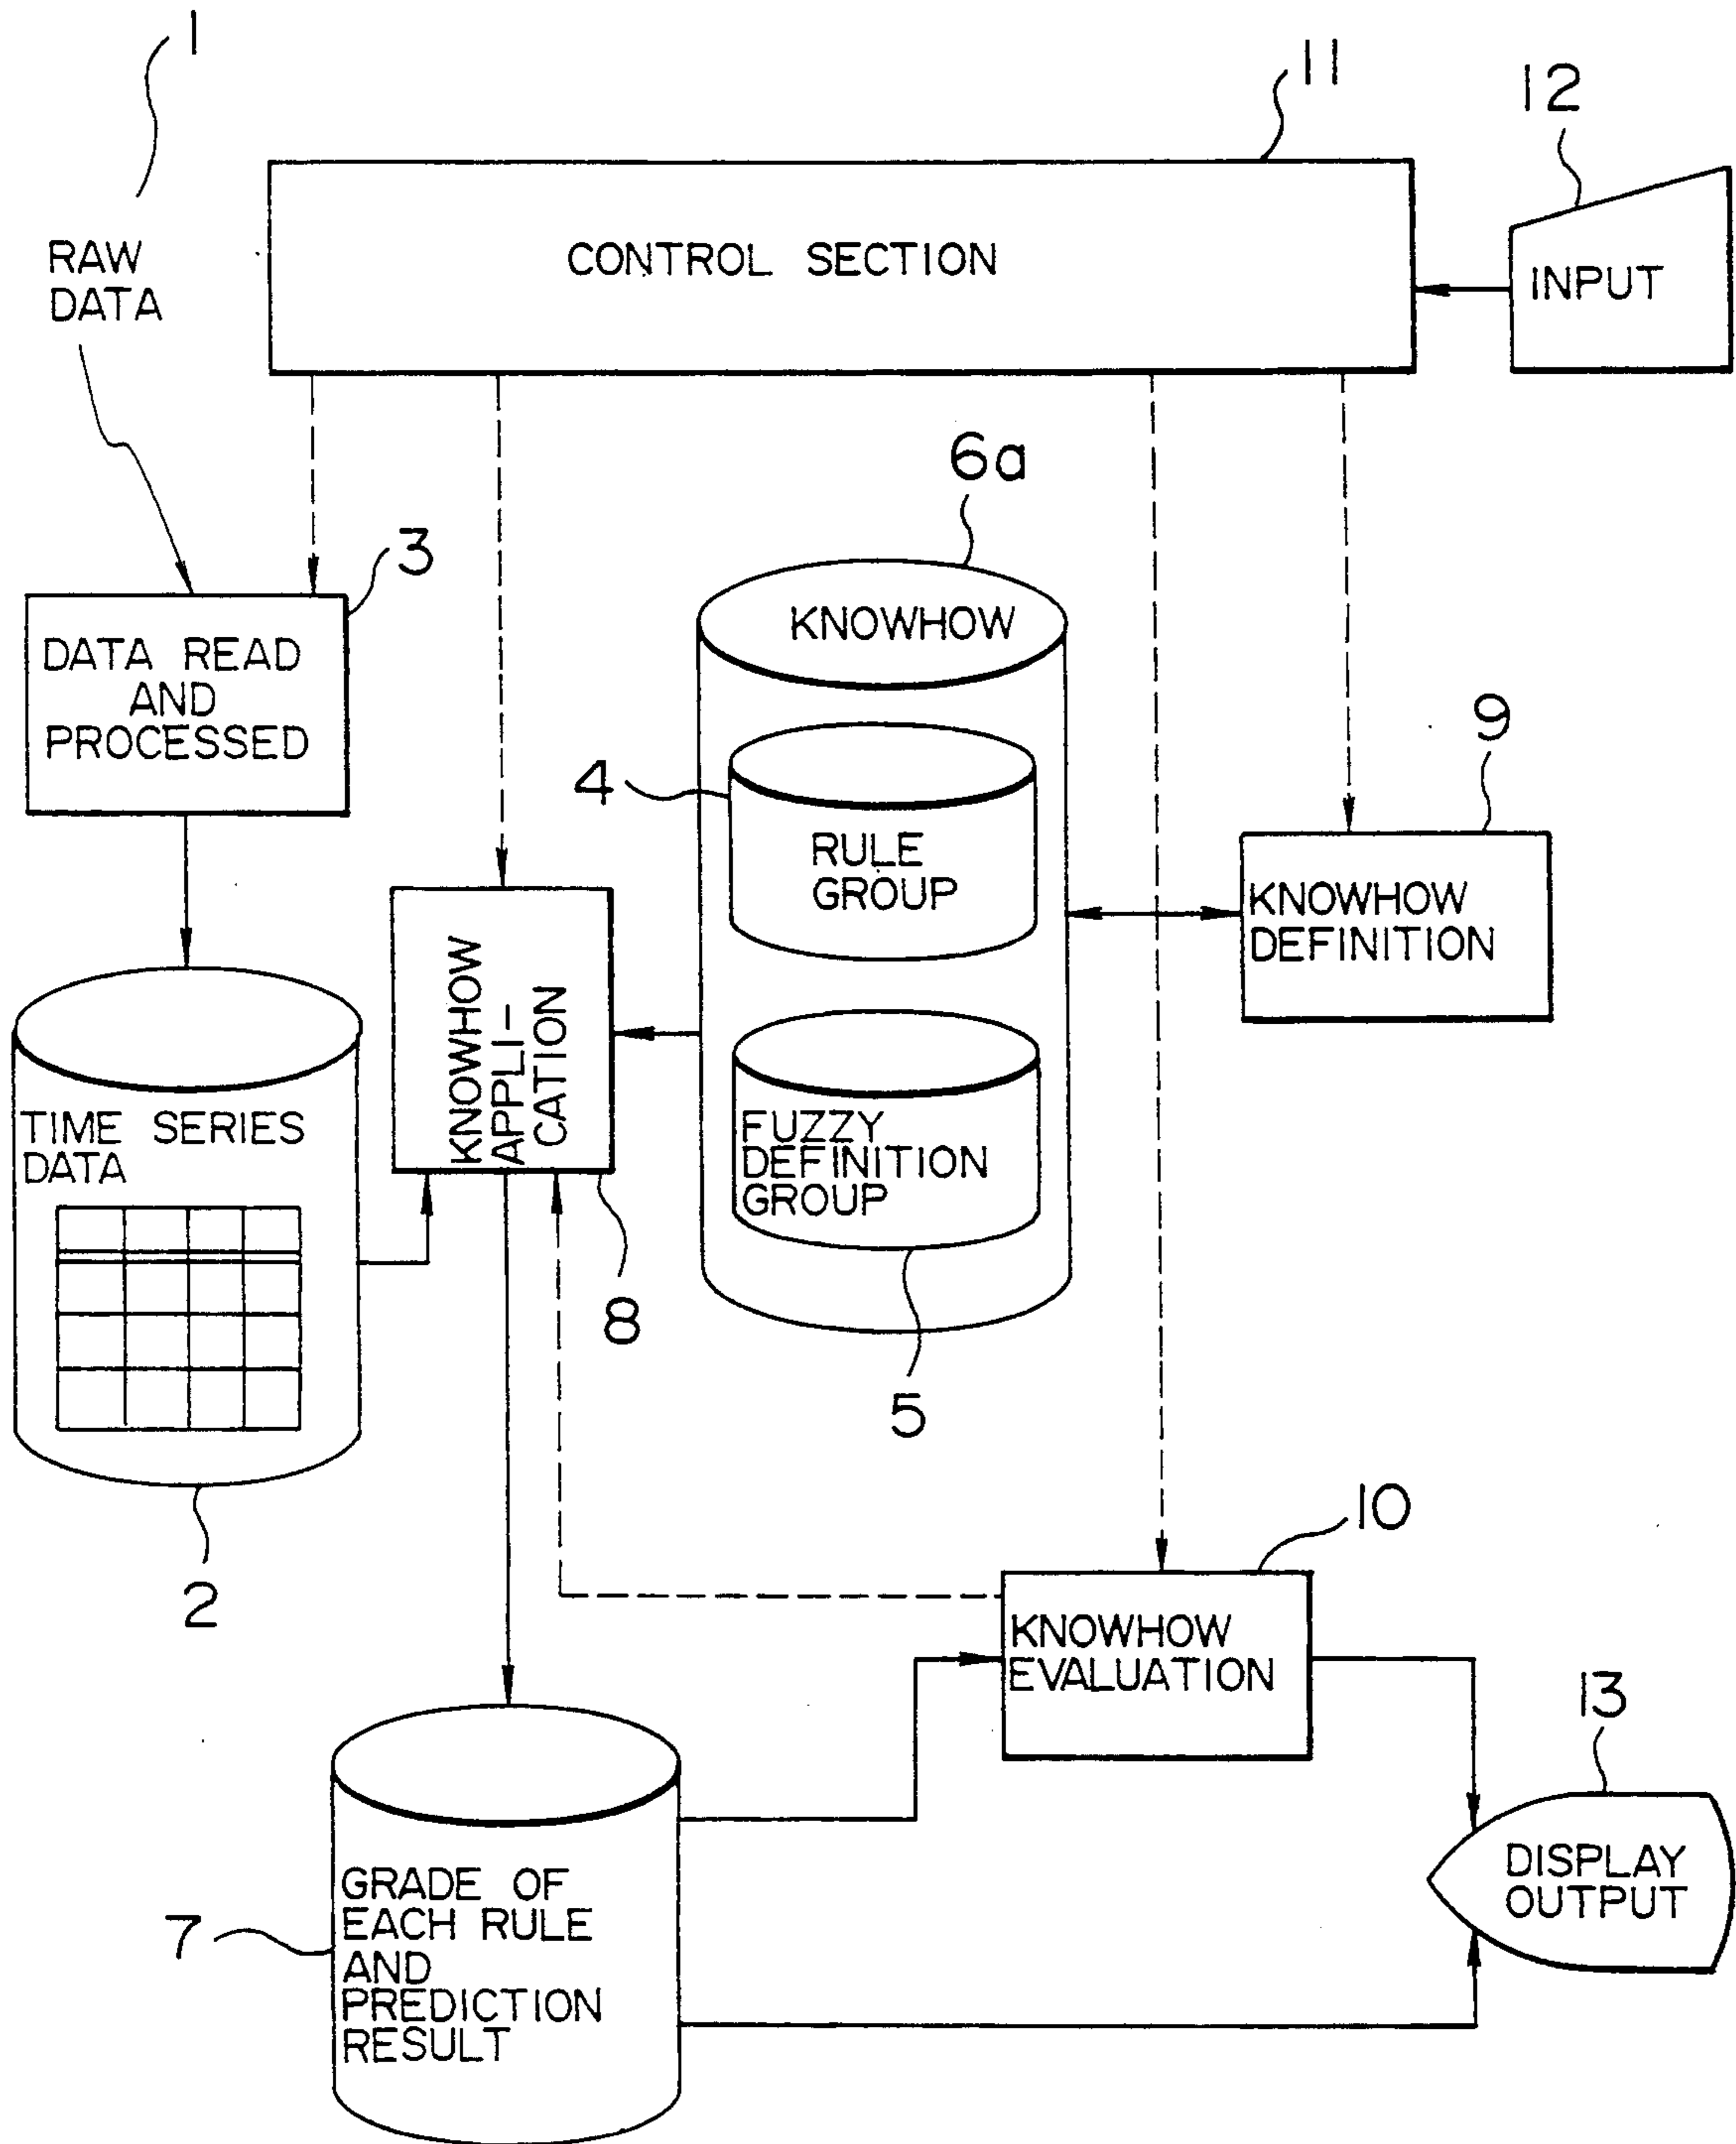 1
11
12
RAW
DATA
CONTROL SECTION
INPUT
6a
3
KNOWHOW
DATA READ
AND
PROCESSED
9
4
RULE
GROUP
KNOWHOW
DEFINITION
KNOWHOW
APPLI-
CATION
TIME SERIES
DATA
FUZZY
DEFINITION
GROUP
8
5
2
10
KNOWHOW
EVALUATION
13
DISPLAY
OUTPUT
7
GRADE OF
EACH RULE
AND
PREDICTION
RESULT